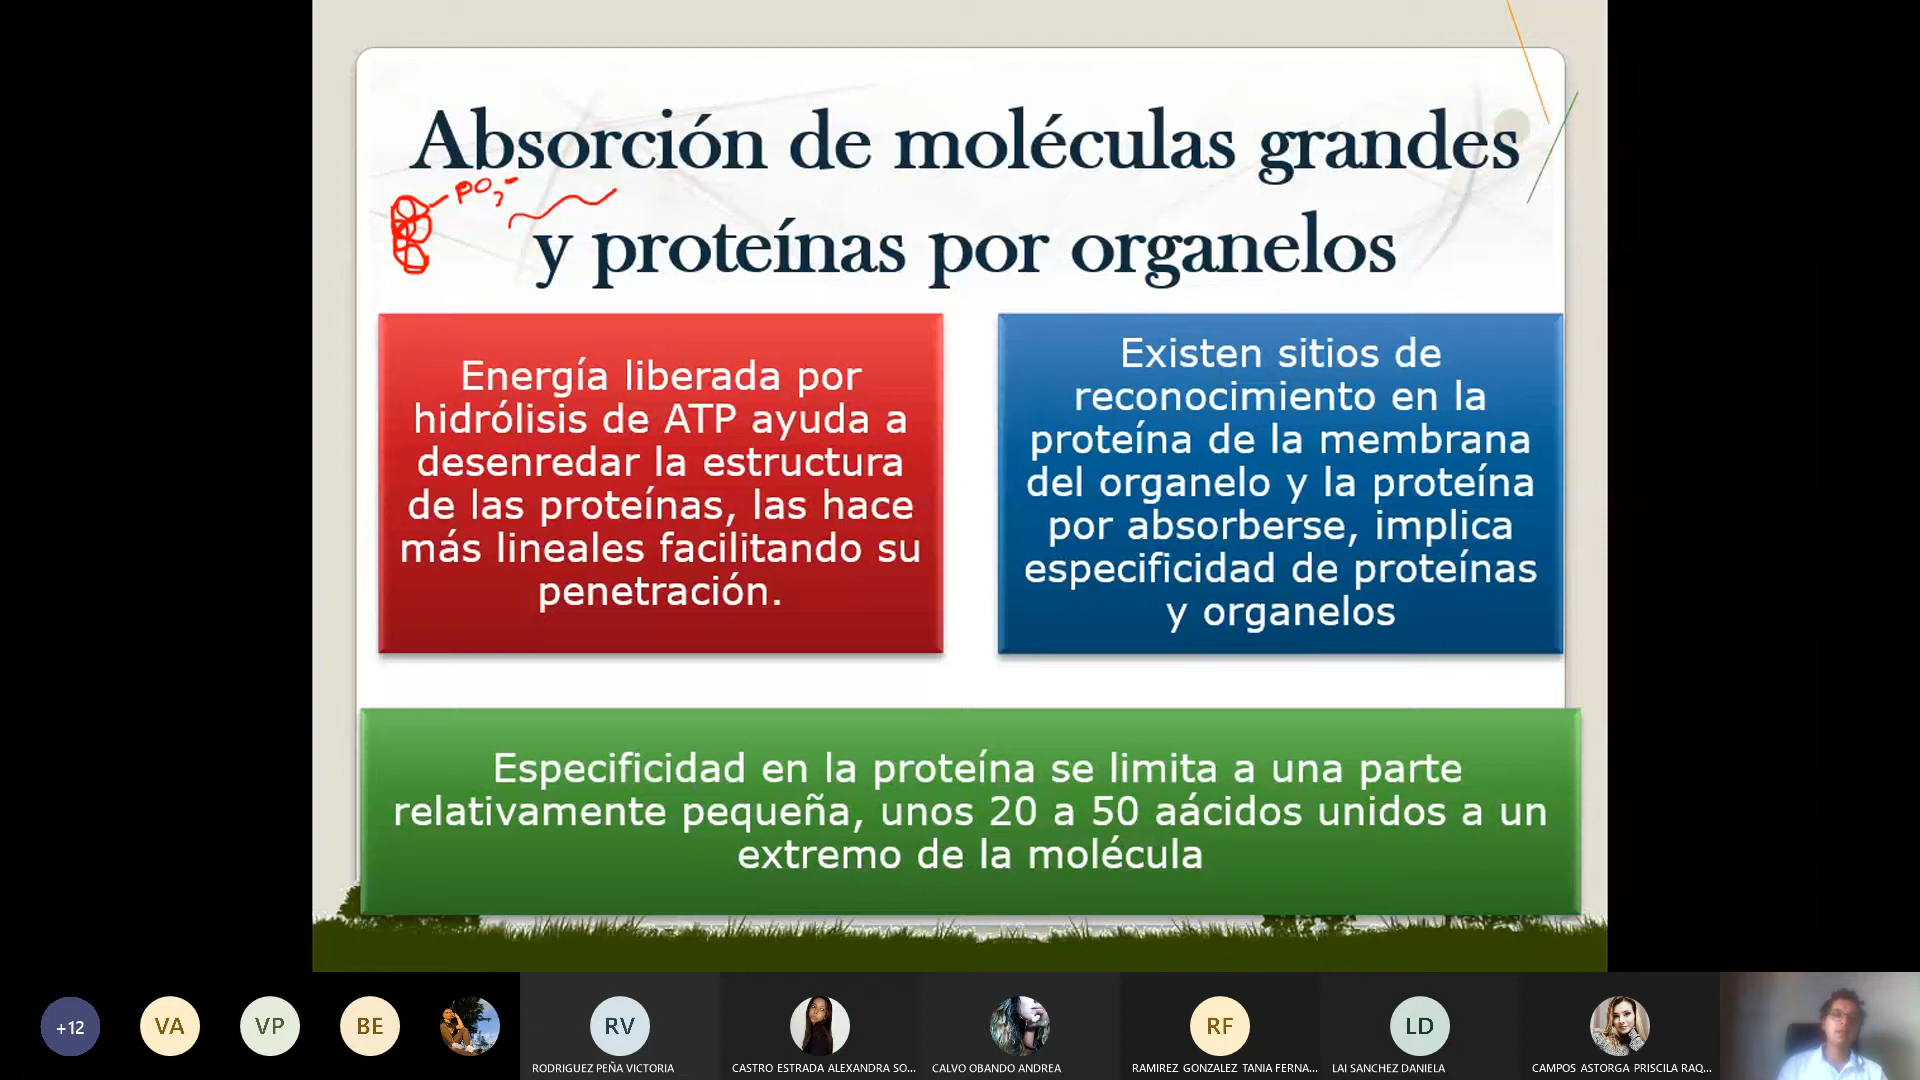 Absorción de moléculas grandes
y proteínas por organelos
Energía liberada por
hidrólisis de ATP ayuda a
desenredar la estructura
de las proteínas, las hace
más lineales facilitando su
penetración.
Existen sitios de
reconocimiento en la
proteína de la membrana
del organelo y la proteína
por absorberse, implica
especificidad de proteínas
y organelos
Especificidad en la proteína se limita a una parte
relativamente pequeña, unos 20 a 50 aácidos unidos a un
extremo de la molécula
+12
VA
VP
BE
RV
RF
LD
RODRIGUEZ PEÑA VICTORIA
CASTRO ESTRADA ALEXANDRA SO...
CALVO OBANDO ANDREA
RAMIREZ GONZALEZ TANIA FERNA...
LAI SANCHEZ DANIELA
CAMPOS ASTORGA PRISCILA RAQ...